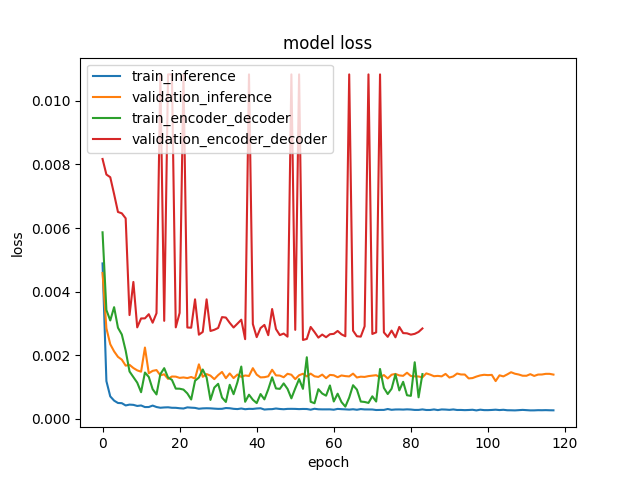 model loss
train_inference
validation_inference
train_encoder_decoder
validation_encoder_decoder
0.010
0.008
0.006
0.004
0.002
0.000
loss
0 20 40 60 80 100 120
epoch